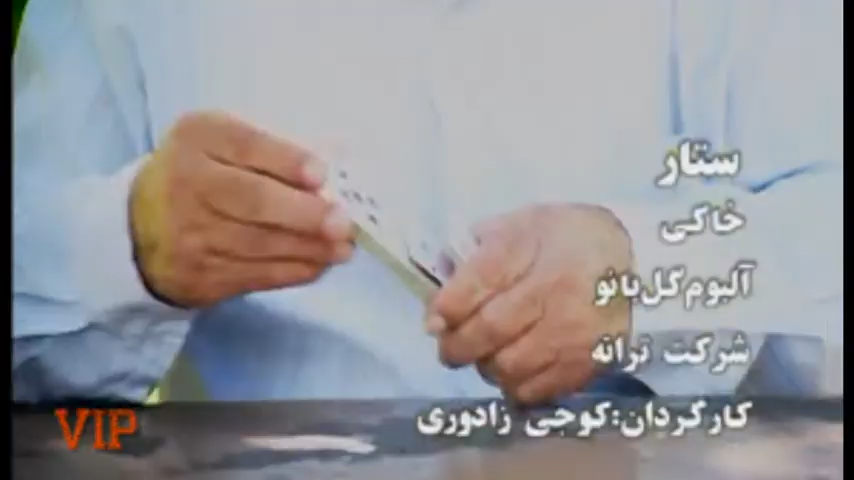 ستار
خاکی
آلبوم گل‌بانو
شرکت ترانه
کارگردان:کوجی زادوری
VIP